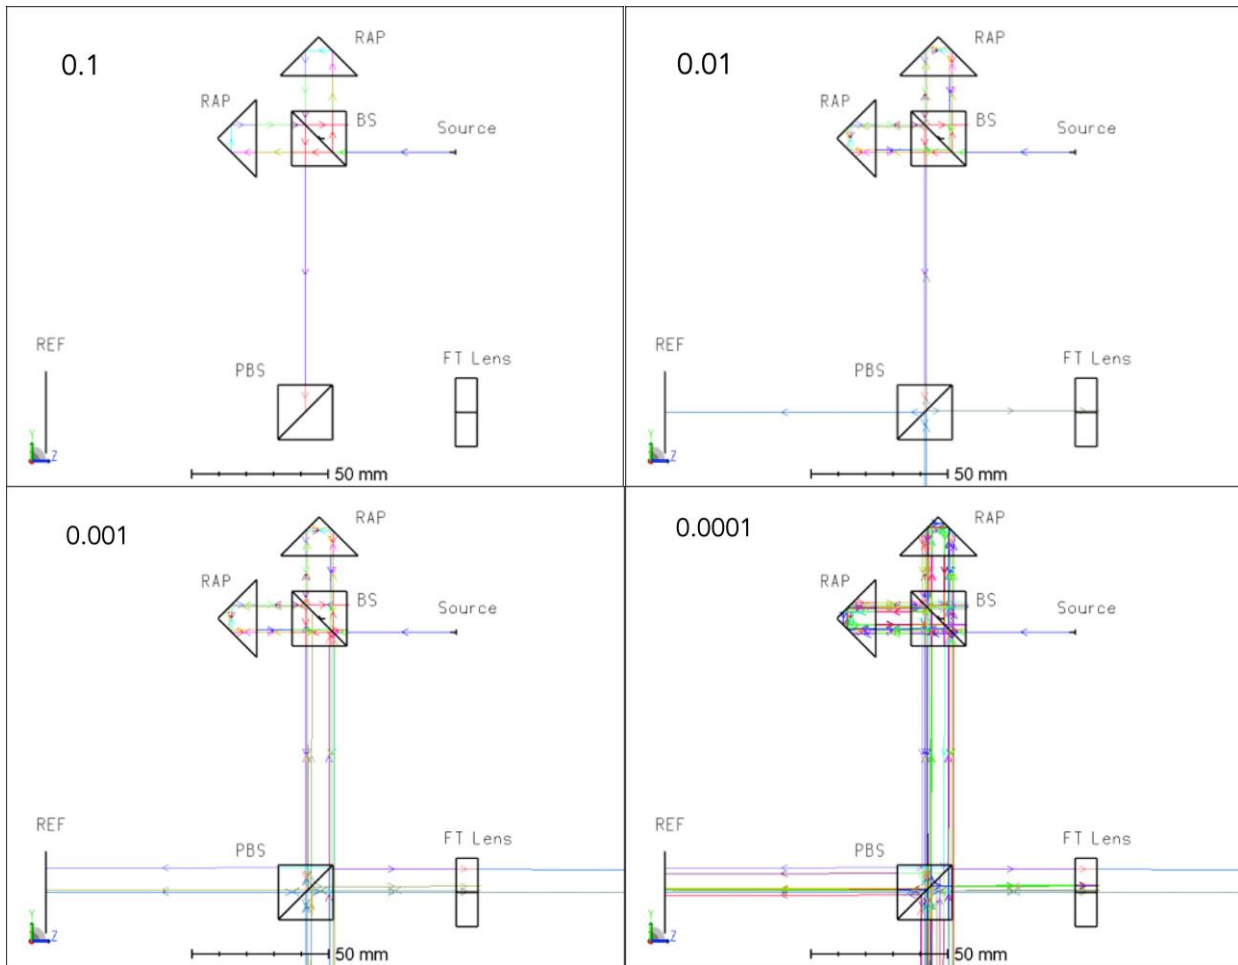 0.1
RAP
RAP
BS
Source
REF
PBS
FT Lens
Y
Z
50 mm
0.01
RAP
RAP
BS
Source
REF
PBS
FT Lens
Y
Z
50 mm
0.001
RAP
RAP
BS
Source
REF
PBS
FT Lens
Y
Z
50 mm
0.0001
RAP
RAP
BS
Source
REF
PBS
FT Lens
Y
Z
50 mm